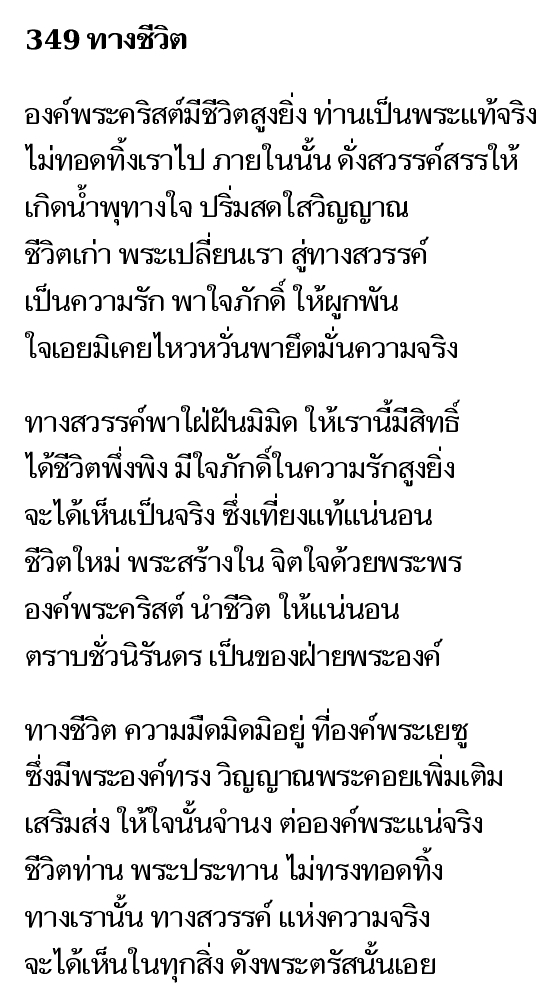 349 ทางชีวิต
องค์พระคริสต์มีชีวิตสูงยิ่ง ท่านเป็นพระแท้จริง
ไม่ทอดทิ้งเราไป ภายในนั้น ดั่งสวรรค์สรรให้
เกิดน้ำพุทางใจ ปริ่มสดใสวิญญาณ
ชีวิตเก่า พระเปลี่ยนเรา สู่ทางสวรรค์
เป็นความรัก พาใจภักดิ์ ให้ผูกพัน
ใจเอยมิเคยไหวหวั่นพายึดมั่นความจริง
ทางสวรรค์พาใฝ่ฝันมิมิด ให้เรานี้มีสิทธิ์
ได้ชีวิตพึ่งพิง มีใจภักดิ์ในความรักสูงยิ่ง
จะได้เห็นเป็นจริง ซึ่งเที่ยงแท้แน่นอน
ชีวิตใหม่ พระสร้างใน จิตใจด้วยพระพร
องค์พระคริสต์ นำชีวิต ให้แน่นอน
ตราบชั่วนิรันดร เป็นของฝ่ายพระองค์
ทางชีวิต ความมืดมิดมิอยู่ ที่องค์พระเยซู
ซึ่งมีพระองค์ทรง วิญญาณพระคอยเพิ่มเติม
เสริมส่ง ให้ใจนั้นจำนง ต่อองค์พระแน่จริง
ชีวิตท่าน พระประทาน ไม่ทรงทอดทิ้ง
ทางเรานั้น ทางสวรรค์ แห่งความจริง
จะได้เห็นในทุกสิ่ง ดังพระตรัสนั้นเอย